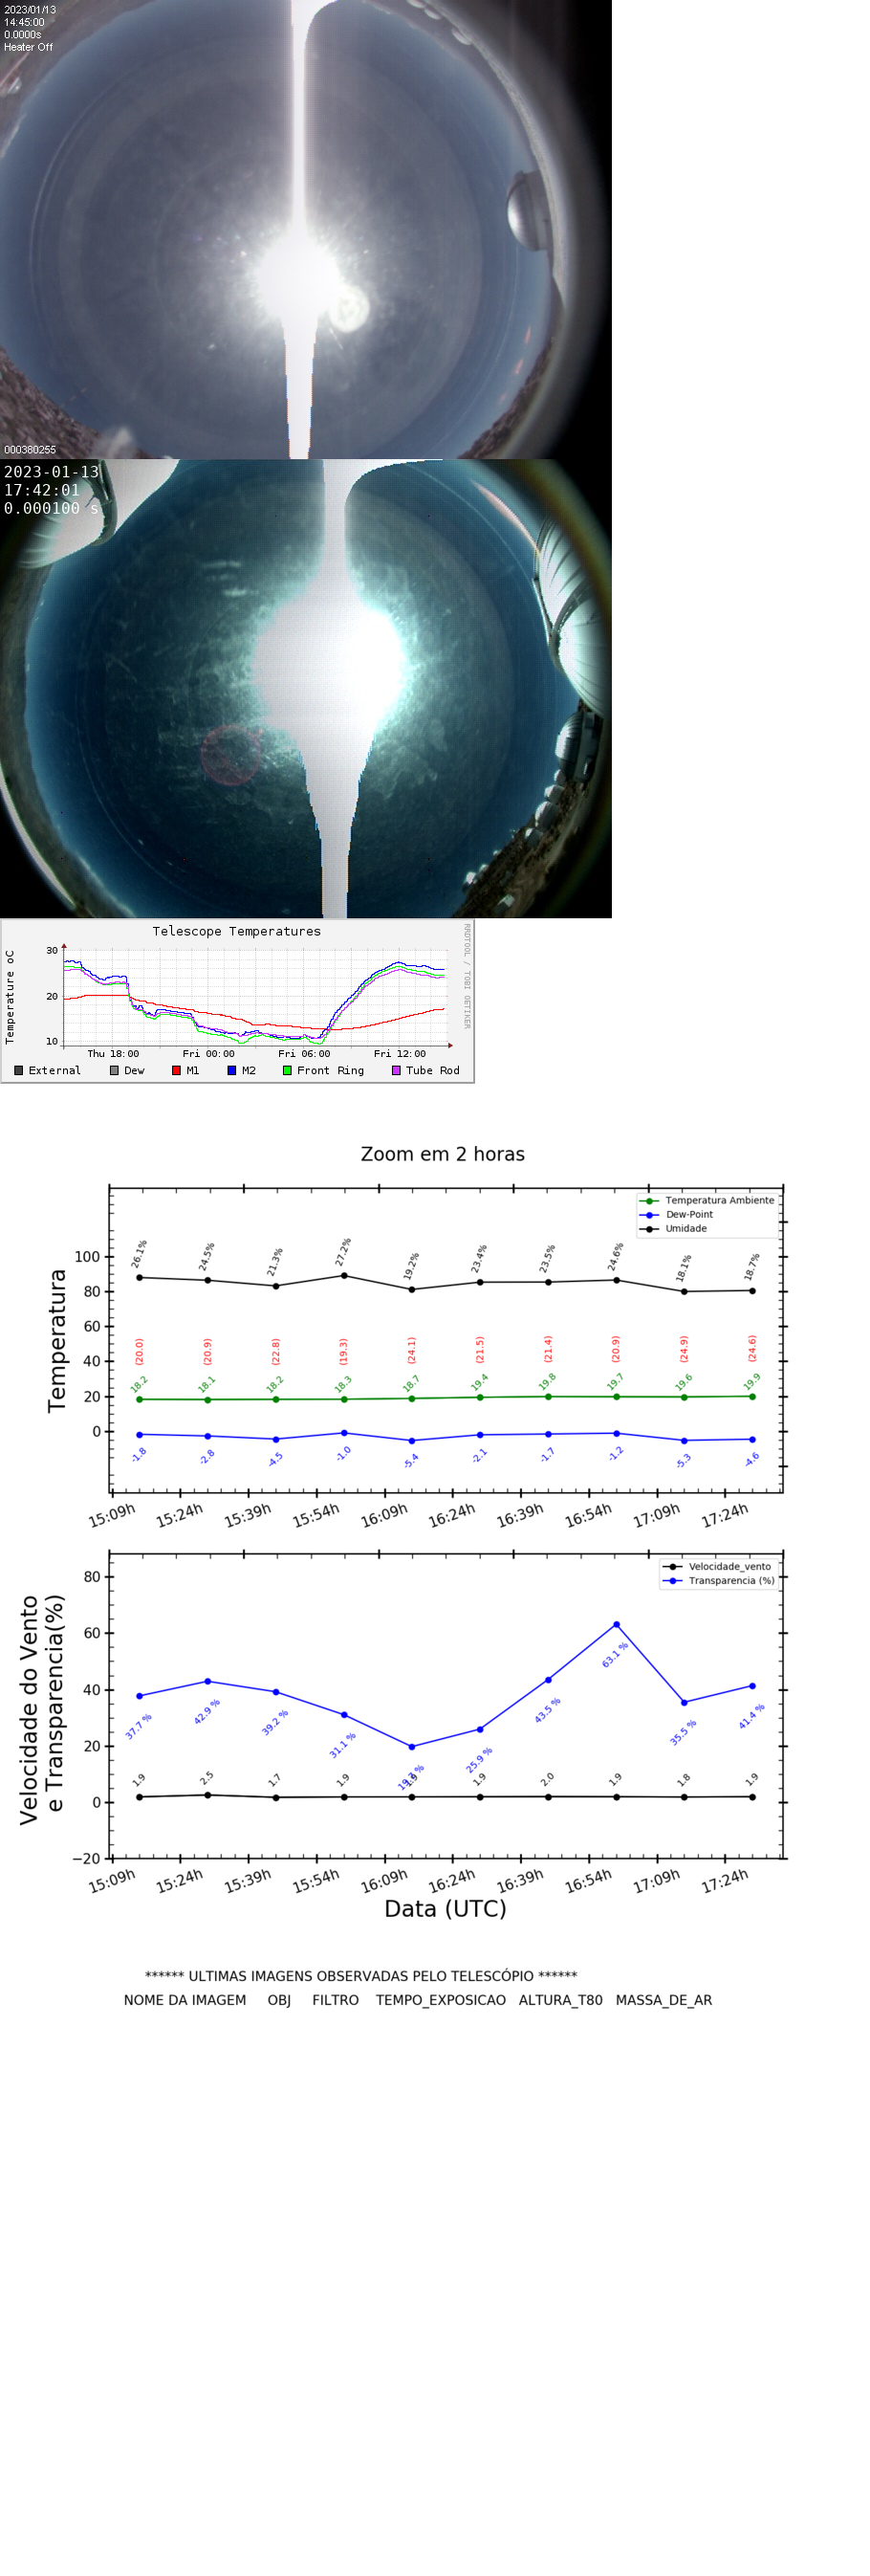 2023/01/13
14:45:00
0.0000s
Heater Off
000380255
2023-01-13
17:42:01
0.000100 s
Telescope Temperatures
RRDTOOL / TOBI OETIKER
Temperature oC
30
20
10
Thu 18:00 Fri 00:00 Fri 06:00 Fri 12:00
External Dew M1 M2 Front Ring Tube Rod
Zoom em 2 horas
Temperatura Ambiente
Dew-Point
Umidade
Temperatura
100
80
60
40
20
0
26.1% 24.5% 21.3% 27.2% 19.2% 23.4% 23.5% 24.6% 18.1% 18.7%
(20.0) (20.9) (22.8) (19.3) (24.1) (21.5) (21.4) (20.9) (24.9) (24.6)
18.2 18.1 18.2 18.3 18.7 19.4 19.8 19.7 19.6 19.9
-1.8 -2.8 -4.5 -1.0 -5.4 -2.1 -1.7 -1.2 -5.3 -4.6
15:09h 15:24h 15:39h 15:54h 16:09h 16:24h 16:39h 16:54h 17:09h 17:24h
Velocidade_vento
Transparencia (%)
Velocidade do Vento
e Transparencia(%)
80
60
40
20
0
−20
37.7 % 42.9 % 39.2 % 31.1 % 25.9 % 43.5 % 63.1 % 35.5 % 41.4 %
1.9 2.5 1.7 1.9 1.9 1.9 2.0 1.9 1.8 1.9
15:09h 15:24h 15:39h 15:54h 16:09h 16:24h 16:39h 16:54h 17:09h 17:24h
Data (UTC)
****** ULTIMAS IMAGENS OBSERVADAS PELO TELESCÓPIO ******
NOME DA IMAGEM OBJ FILTRO TEMPO_EXPOSICAO ALTURA_T80 MASSA_DE_AR